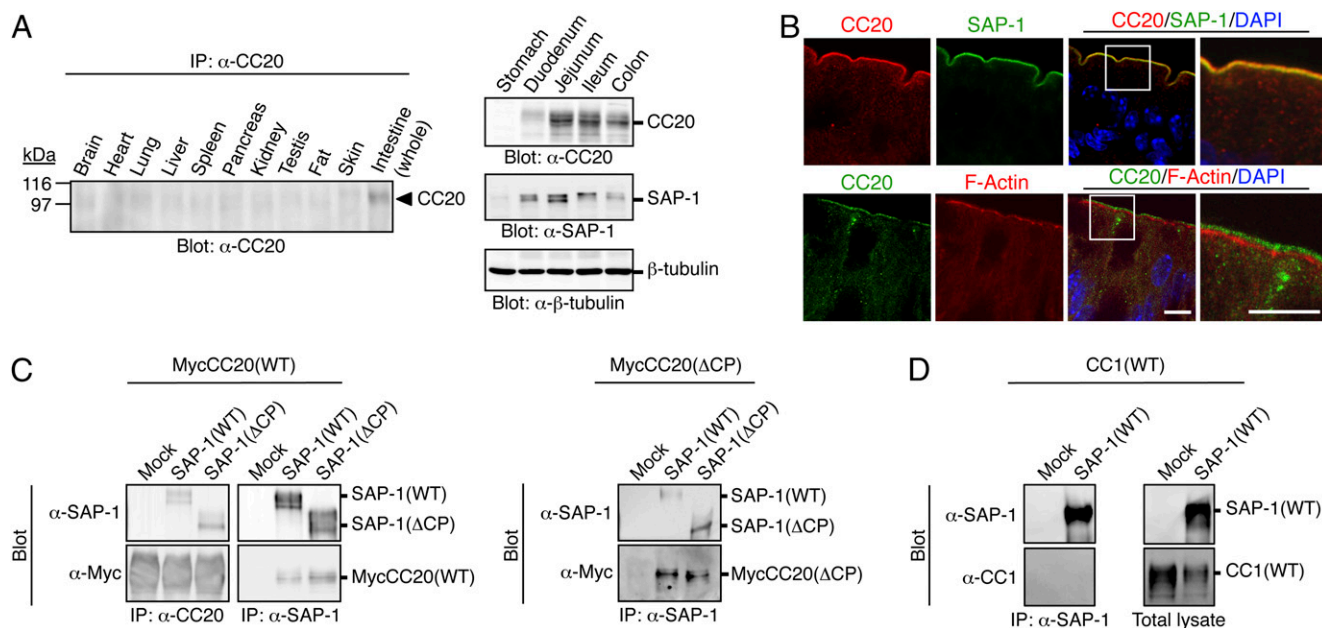 A
IP: α-CC20
kDa
Brain
Heart
Lung
Liver
Spleen
Pancreas
Kidney
Testis
Fat
Skin
Intestine
(whole)
116
97
CC20
Blot: α-CC20
Stomach
Duodenum
Jejunum
Ileum
Colon
CC20
Blot: α-CC20
SAP-1
Blot: α-SAP-1
β-tubulin
Blot: α-β-tubulin
B
CC20
SAP-1
CC20/SAP-1/DAPI
CC20
F-Actin
CC20/F-Actin/DAPI
C
MycCC20(WT)
Mock
SAP-1(WT)
SAP-1(ΔCP)
Mock
SAP-1(WT)
SAP-1(ΔCP)
Blot
α-SAP-1
SAP-1(WT)
SAP-1(ΔCP)
α-Myc
MycCC20(WT)
IP: α-CC20
IP: α-SAP-1
MycCC20(ΔCP)
Mock
SAP-1(WT)
SAP-1(ΔCP)
Blot
α-SAP-1
SAP-1(WT)
SAP-1(ΔCP)
α-Myc
MycCC20(ΔCP)
IP: α-SAP-1
D
CC1(WT)
Mock
SAP-1(WT)
Mock
SAP-1(WT)
Blot
α-SAP-1
SAP-1(WT)
α-CC1
CC1(WT)
IP: α-SAP-1
Total lysate